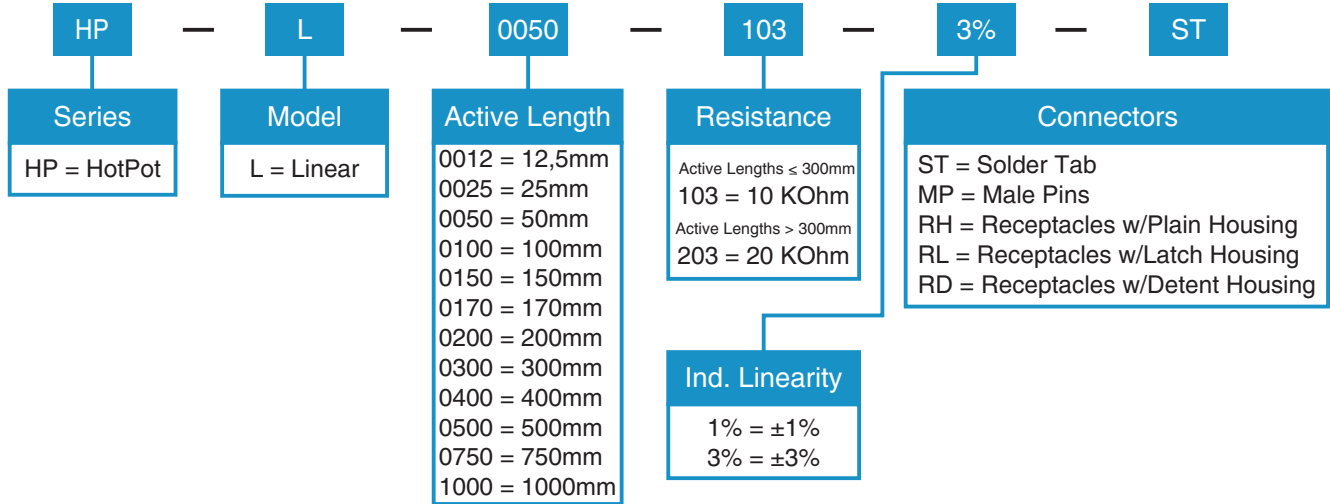 HP — L — 0050 — 103 — 3% — ST
Series
HP = HotPot
Model
L = Linear
Active Length
0012 = 12,5mm
0025 = 25mm
0050 = 50mm
0100 = 100mm
0150 = 150mm
0170 = 170mm
0200 = 200mm
0300 = 300mm
0400 = 400mm
0500 = 500mm
0750 = 750mm
1000 = 1000mm
Resistance
Active Lengths ≤ 300mm
103 = 10 KOhm
Active Lengths > 300mm
203 = 20 KOhm
Ind. Linearity
1% = ±1%
3% = ±3%
Connectors
ST = Solder Tab
MP = Male Pins
RH = Receptacles w/Plain Housing
RL = Receptacles w/Latch Housing
RD = Receptacles w/Detent Housing